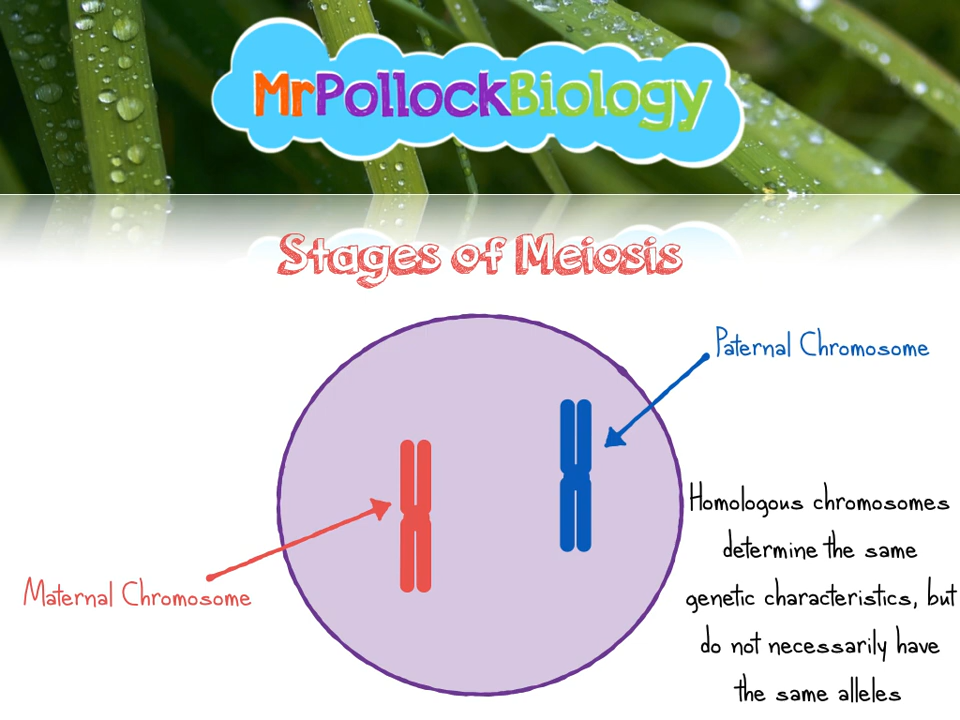 MrPollockBiology
Stages of Meiosis
Paternal Chromosome
Maternal Chromosome
Homologous chromosomes
determine the same
genetic characteristics, but
do not necessarily have
the same alleles